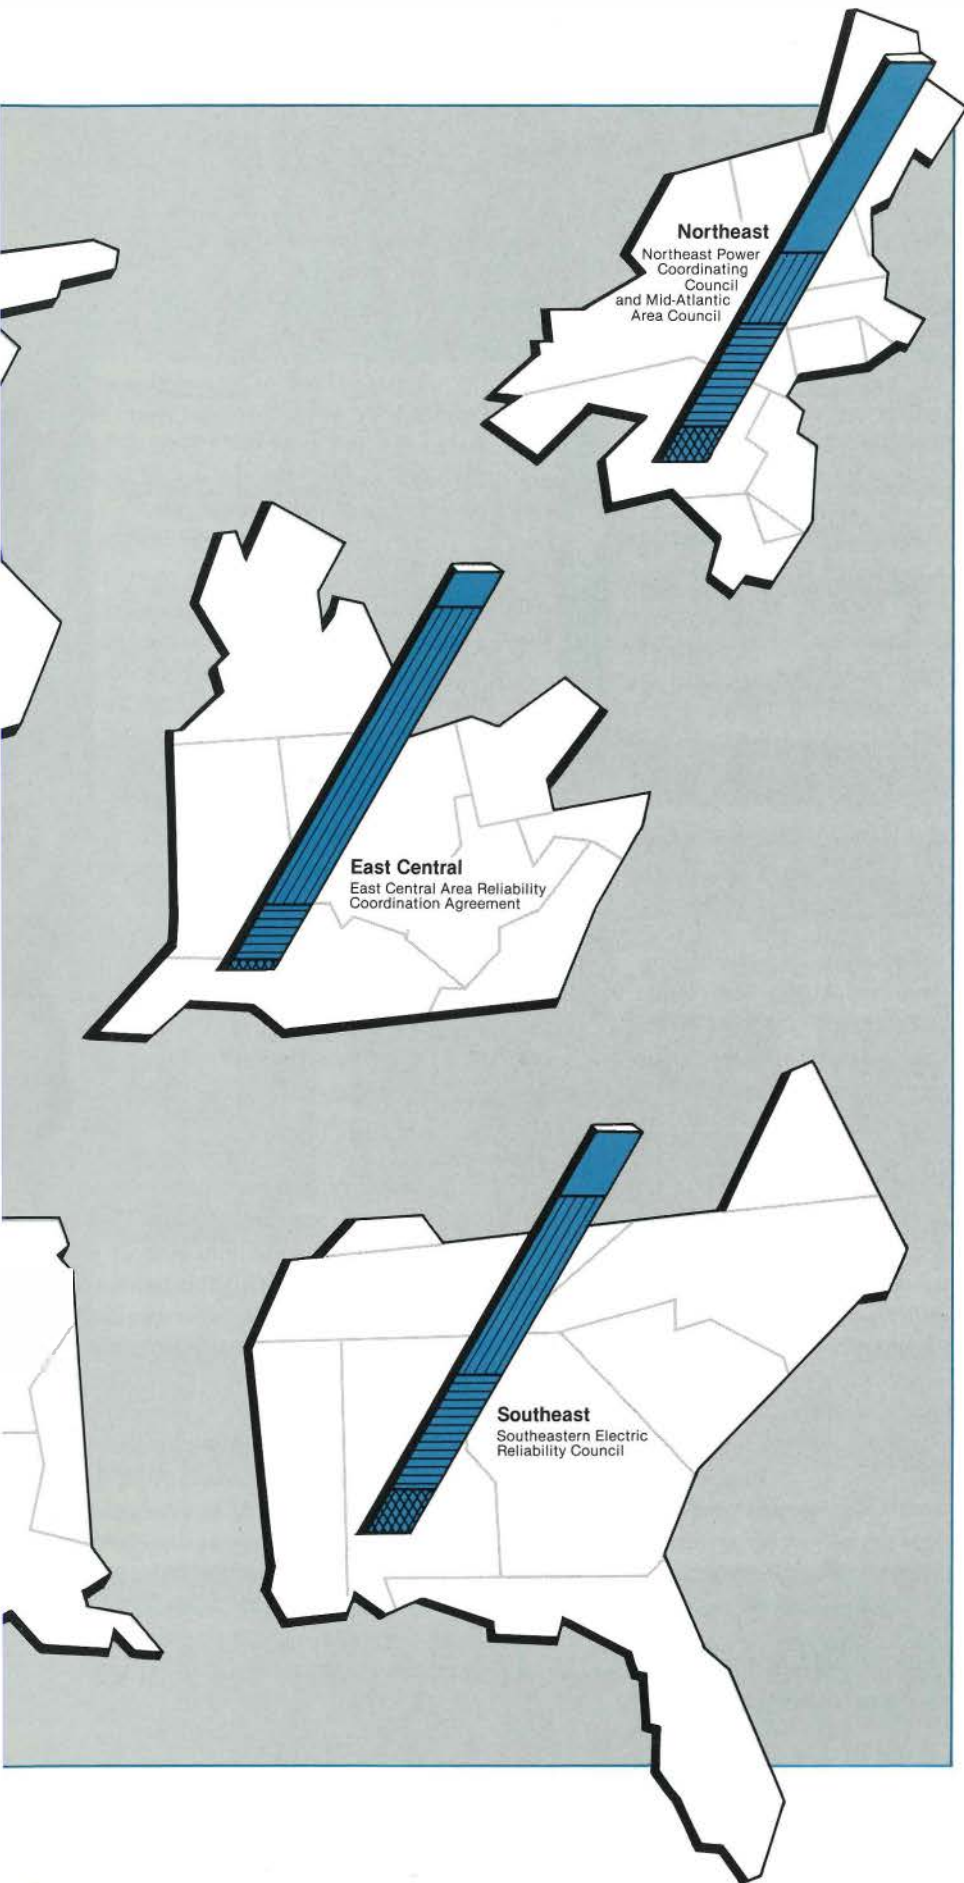 Northeast
Northeast Power
Coordinating
Council
and Mid-Atlantic
Area Council
East Central
East Central Area Reliability
Coordination Agreement
Southeast
Southeastern Electric
Reliability Council